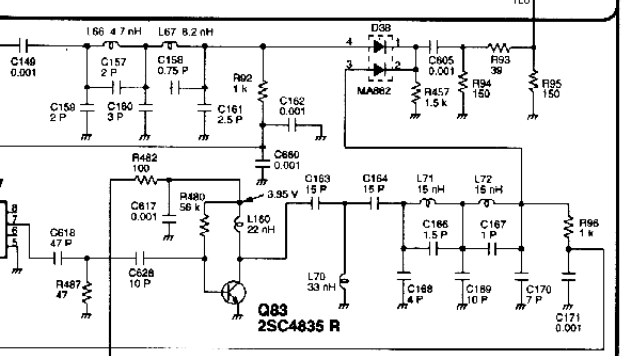 L66 4.7 nH
L67 8.2 nH
D38
C149
0.001
C157
2 P
C158
0.75 P
4
1
3
2
MA862
C605
0.001
R93
39
R92
1 k
R457
1.5 k
R94
150
R95
150
C159
2 P
C160
3 P
C161
2.5 P
C162
0.001
C660
0.001
R482
100
3.95 V
C163
15 P
C164
15 P
L71
15 nH
L72
15 nH
R480
56 k
C617
0.001
L160
22 nH
8
7
6
5
C618
47 P
C628
10 P
R487
47
Q83
2SC4835 R
L70
33 nH
C166
1.5 P
C167
1 P
R96
1 k
C168
4 P
C169
10 P
C170
7 P
C171
0.001